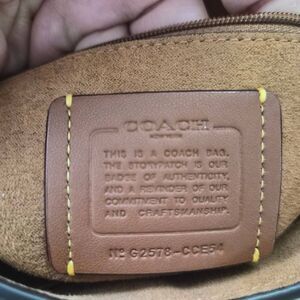 COACH
NEW YORK
THIS IS A COACH BAG.
THE STORYPATCH IS OUR
BADGE OF AUTHENTICITY,
AND A REMINDER OF OUR
COMMITMENT TO QUALITY
AND CRAFTSMANSHIP.
Nº G2578-CCE54